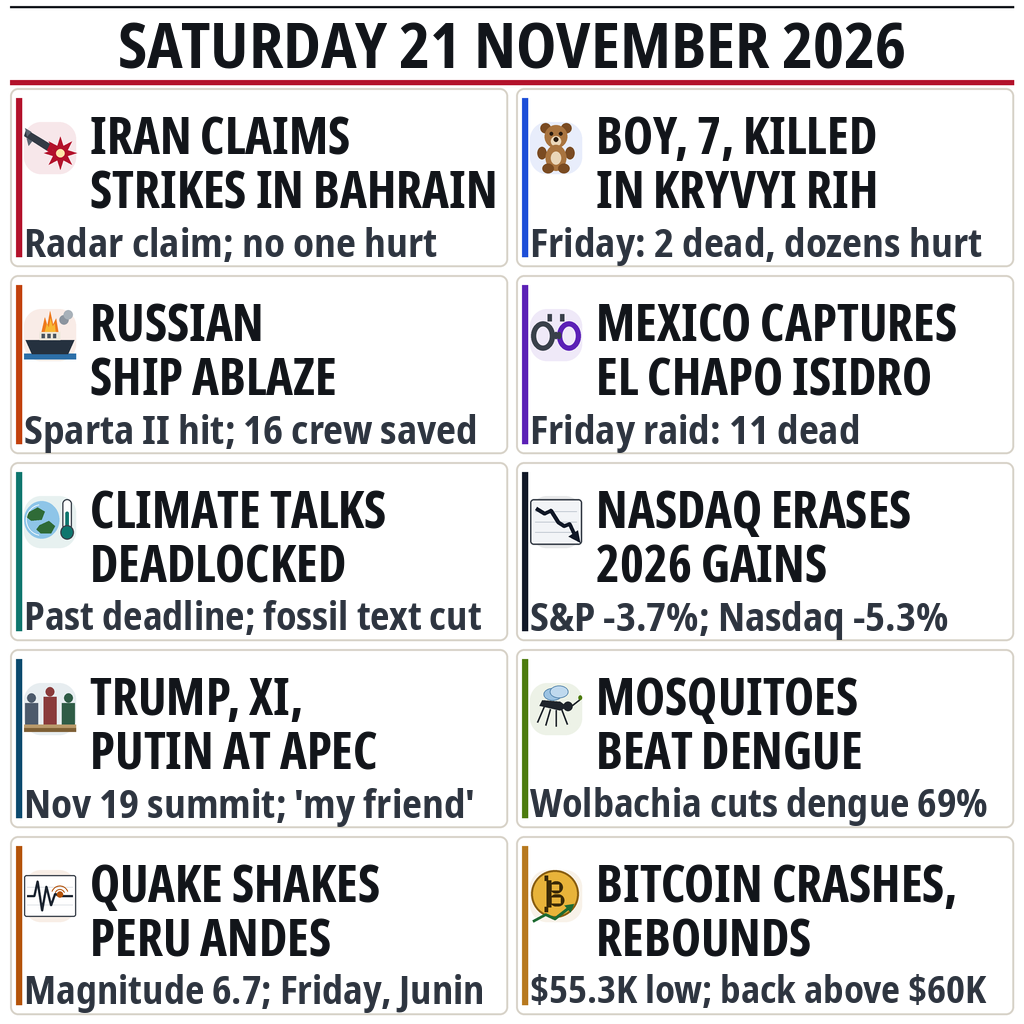 SATURDAY 21 NOVEMBER 2026
IRAN CLAIMS
STRIKES IN BAHRAIN
Radar claim; no one hurt
BOY, 7, KILLED
IN KRYVYI RIH
Friday: 2 dead, dozens hurt
RUSSIAN
SHIP ABLAZE
Sparta II hit; 16 crew saved
MEXICO CAPTURES
EL CHAPO ISIDRO
Friday raid: 11 dead
CLIMATE TALKS
DEADLOCKED
Past deadline; fossil text cut
NASDAQ ERASES
2026 GAINS
S&P -3.7%; Nasdaq -5.3%
TRUMP, XI,
PUTIN AT APEC
Nov 19 summit; 'my friend'
MOSQUITOES
BEAT DENGUE
Wolbachia cuts dengue 69%
QUAKE SHAKES
PERU ANDES
Magnitude 6.7; Friday, Junin
BITCOIN CRASHES,
REBOUNDS
$55.3K low; back above $60K